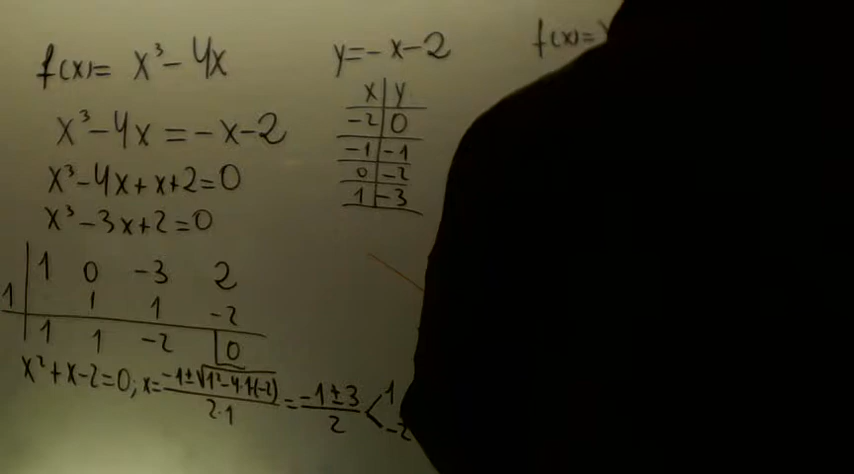 f(x)= x³-4x
x³-4x=-x-2
x³-4x+x+2=0
x³-3x+2=0
1 0 -3 2
1 1 1 -2
1 1 -2 0
x²+x-2=0; x= (-1±√(1²-4·1(-2)))/(2·1) = (-1±3)/2 < 1 -2
y=-x-2
x y
-2 0
-1 -1
0 -2
1 -3
f(x)=